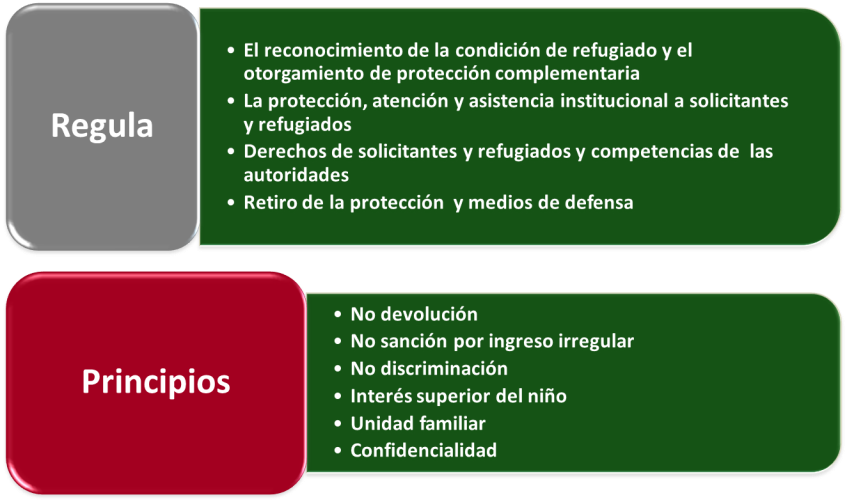 Regula
• El reconocimiento de la condición de refugiado y el
otorgamiento de protección complementaria
• La protección, atención y asistencia institucional a solicitantes
y refugiados
• Derechos de solicitantes y refugiados y competencias de las
autoridades
• Retiro de la protección y medios de defensa
Principios
• No devolución
• No sanción por ingreso irregular
• No discriminación
• Interés superior del niño
• Unidad familiar
• Confidencialidad